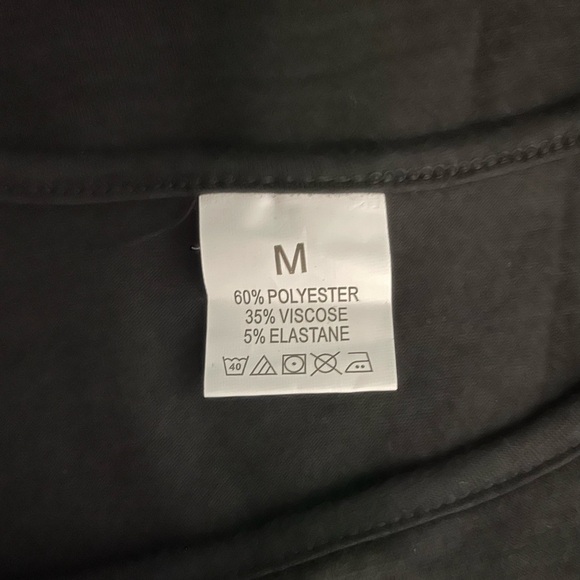 M
60% POLYESTER
35% VISCOSE
5% ELASTANE
40